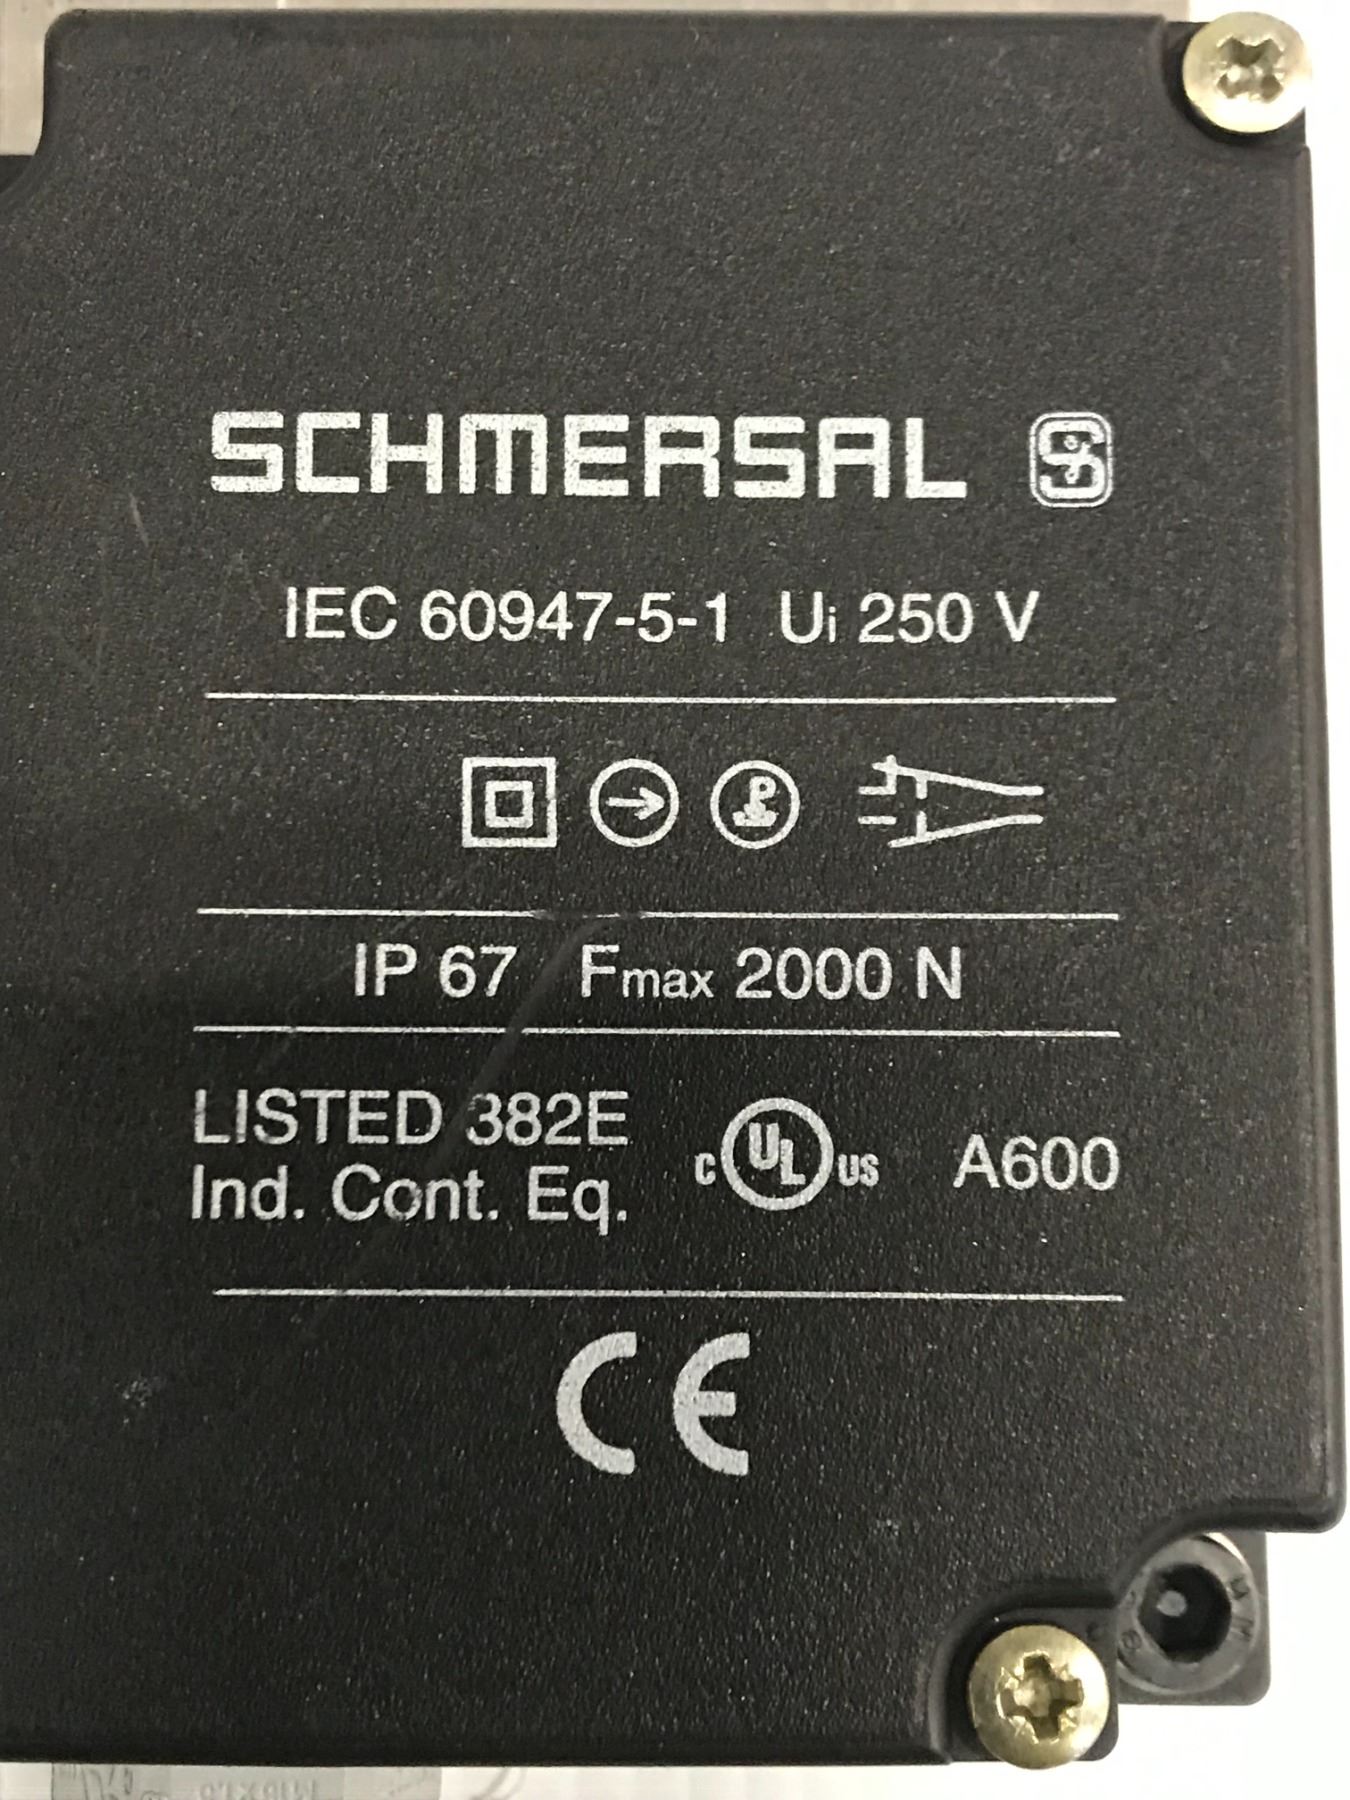 SCHMERSAL
IEC 60947-5-1 Ui 250 V
IP 67 Fmax 2000 N
LISTED 382E
Ind. Cont. Eq.
C UL US A600
CE